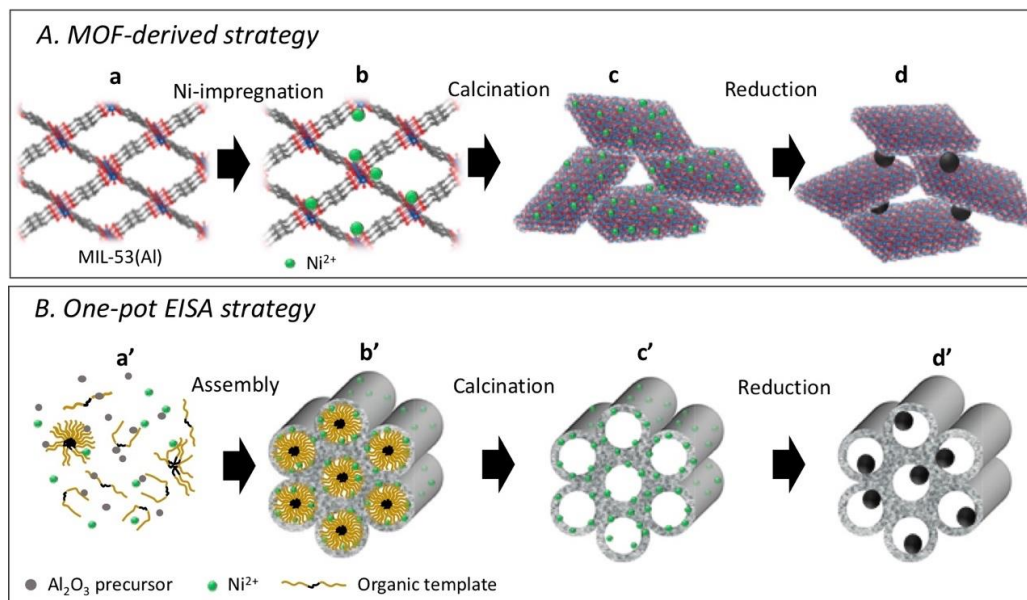 A. MOF-derived strategy
a
Ni-impregnation
b
Calcination
c
Reduction
d
MIL-53(Al)
Ni²⁺
B. One-pot EISA strategy
a’
Assembly
b’
Calcination
c’
Reduction
d’
Al₂O₃ precursor
Ni²⁺
Organic template